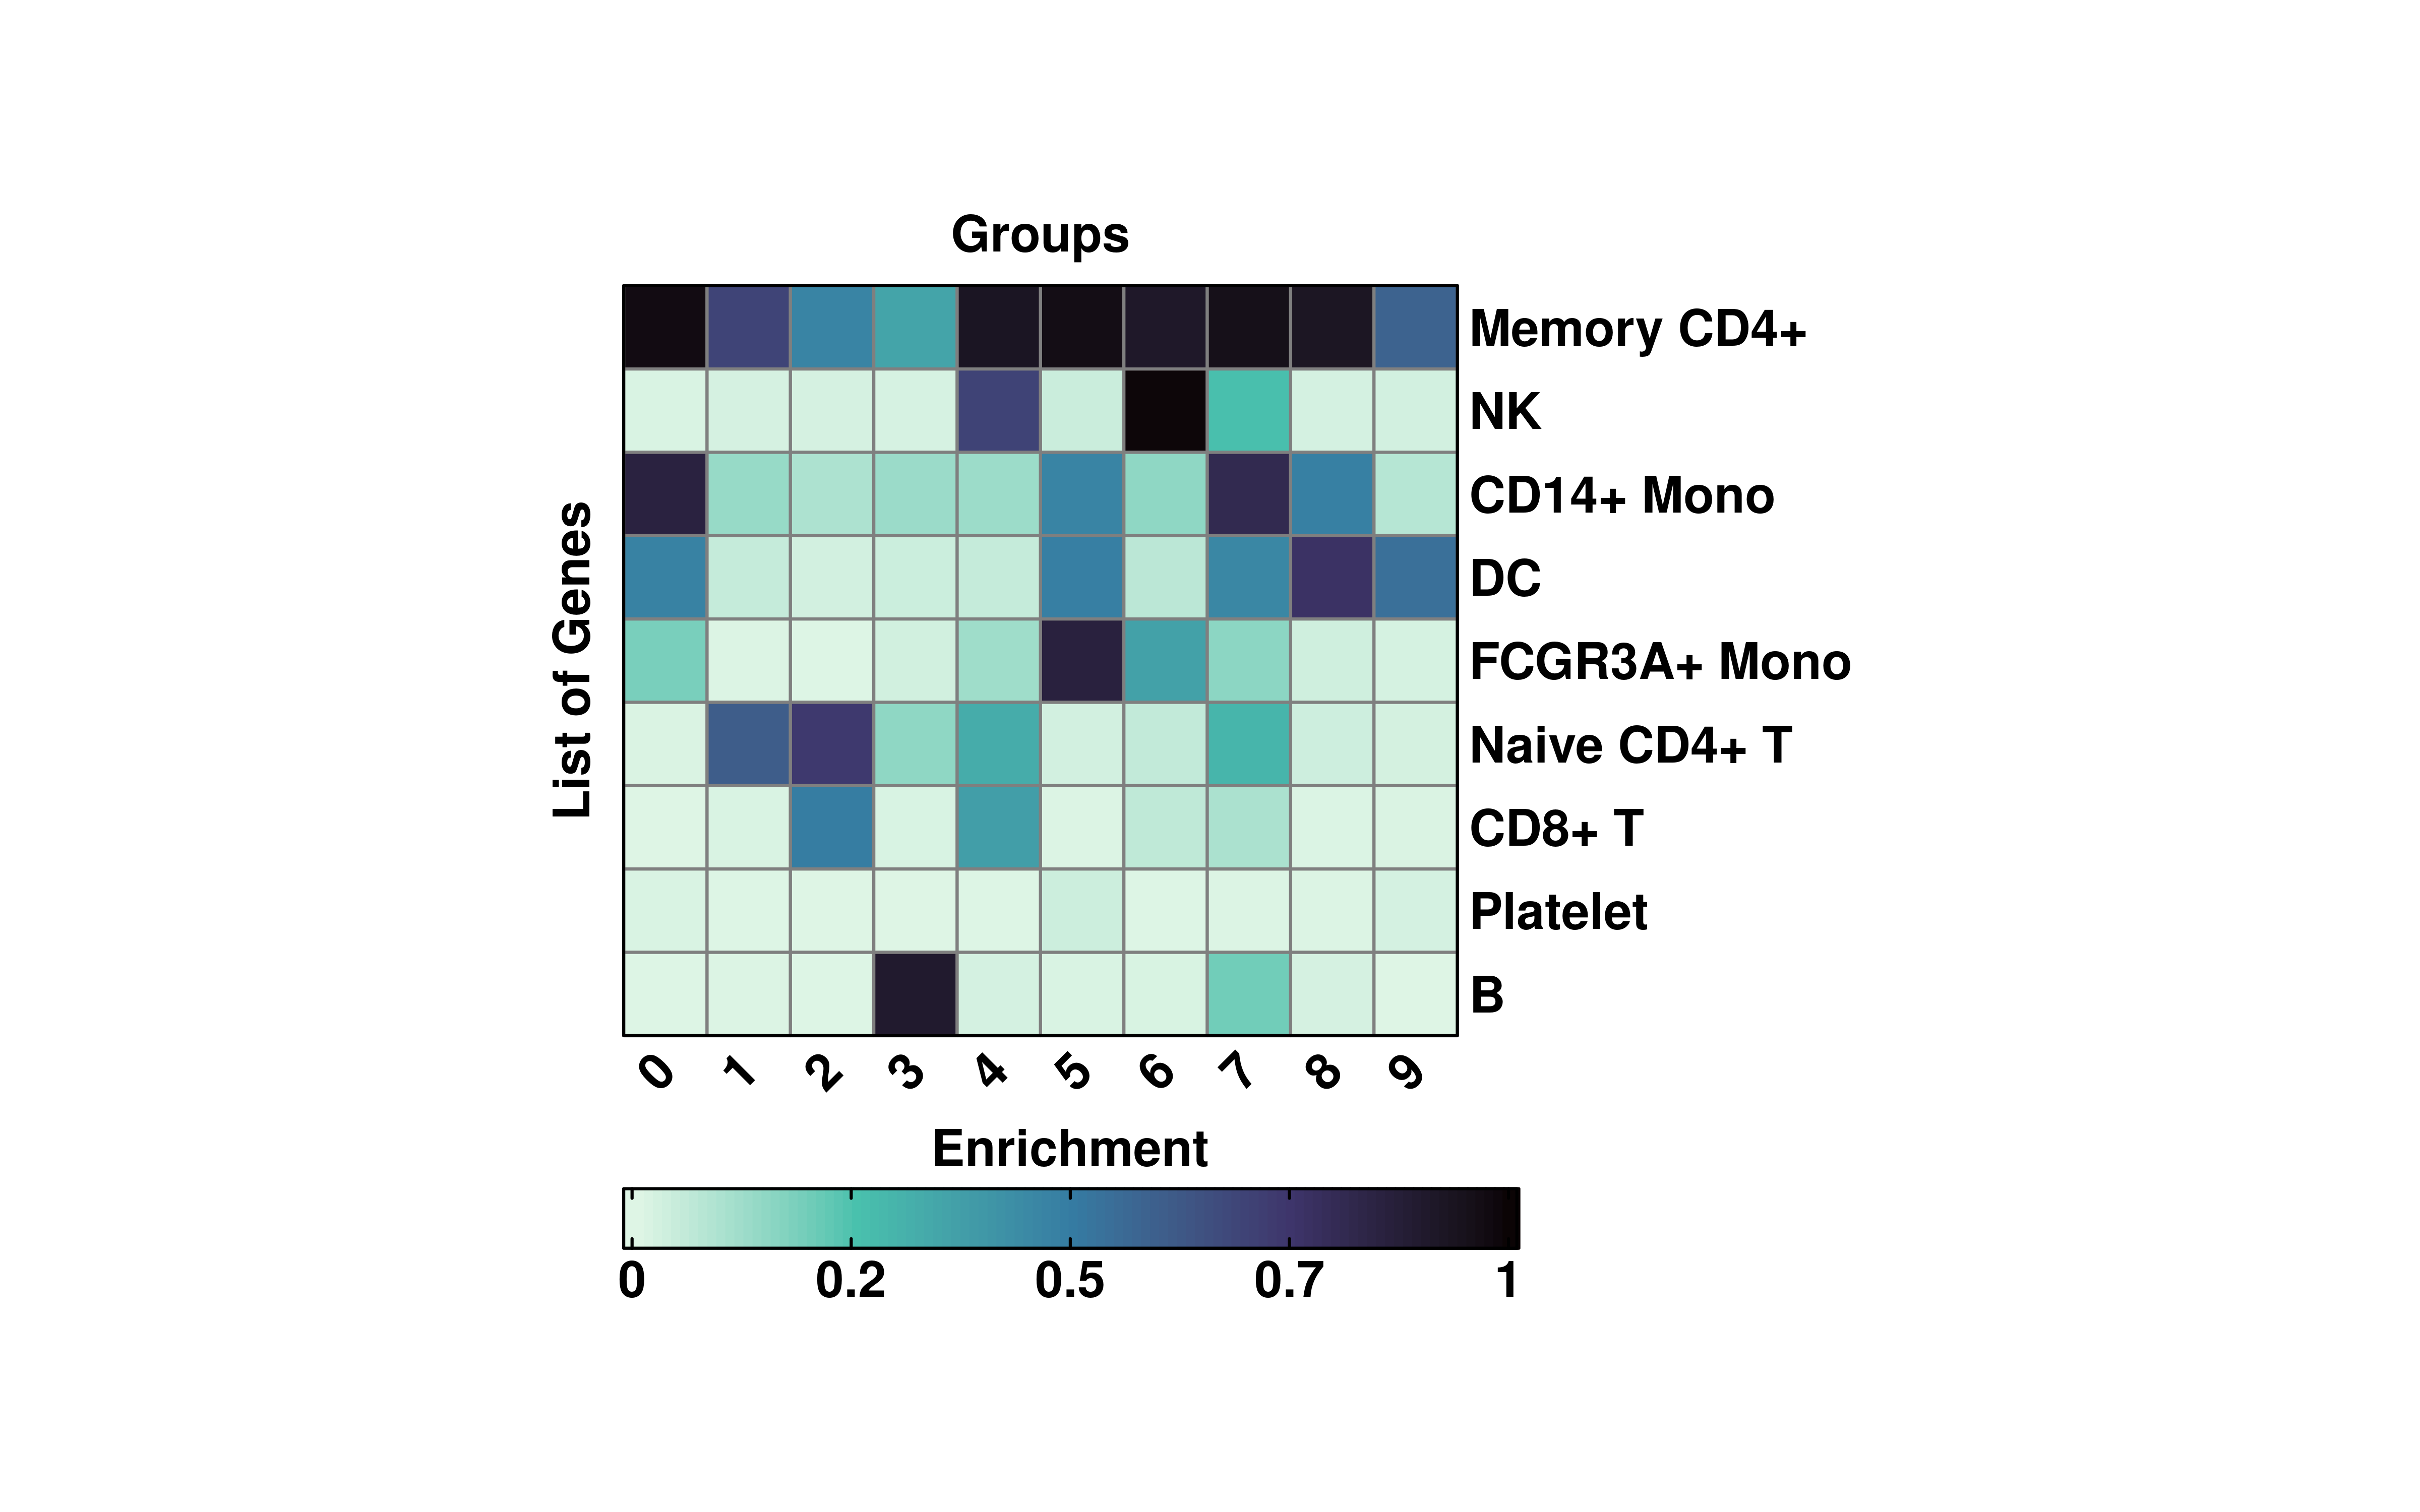 Groups
List of Genes
Memory CD4+
NK
CD14+ Mono
DC
FCGR3A+ Mono
Naive CD4+ T
CD8+ T
Platelet
B
0 1 2 3 4 5 6 7 8 9
Enrichment
0 0.2 0.5 0.7 1